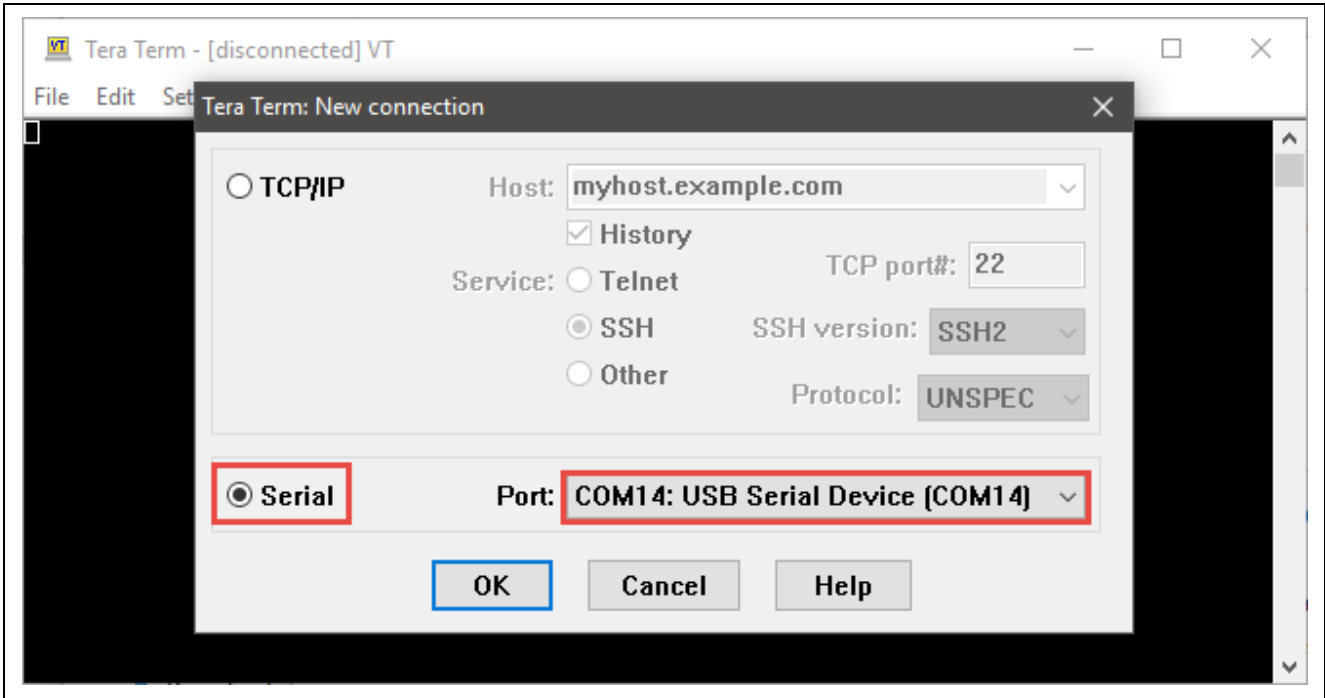 VT Tera Term - [disconnected] VT
File Edit Set
Tera Term: New connection
TCP/IP Host: myhost.example.com
History
Service: Telnet TCP port#: 22
SSH SSH version: SSH2
Other Protocol: UNSPEC
Serial Port: COM14: USB Serial Device (COM14)
OK Cancel Help